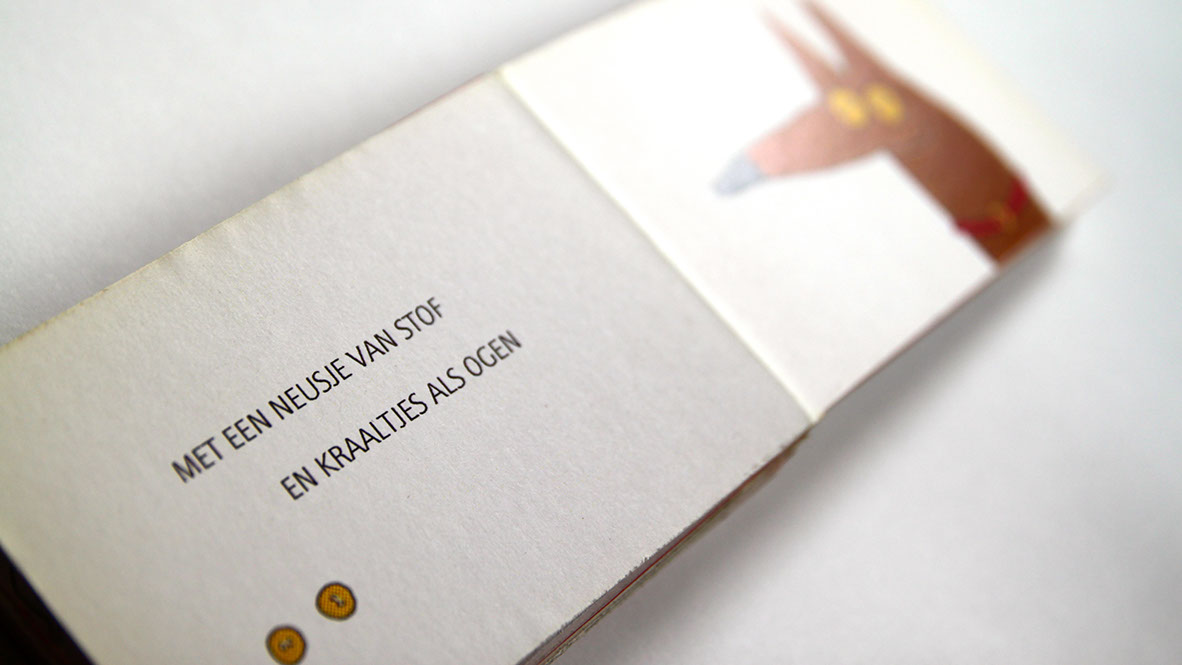 MET EEN NEUSJE VAN STOF
EN KRAALTJES ALS OGEN